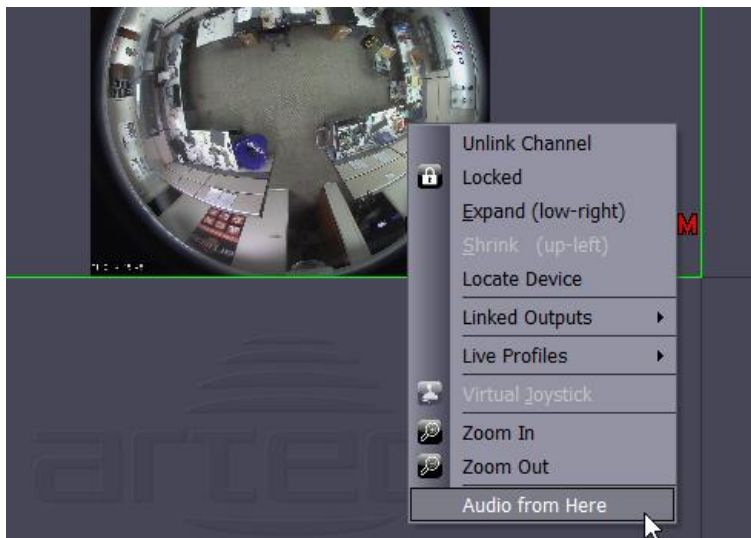 Unlink Channel
Locked
Expand (low-right)
M
Shrink (up-left)
Locate Device
Linked Outputs
Live Profiles
Virtual Joystick
Zoom In
Zoom Out
Audio from Here